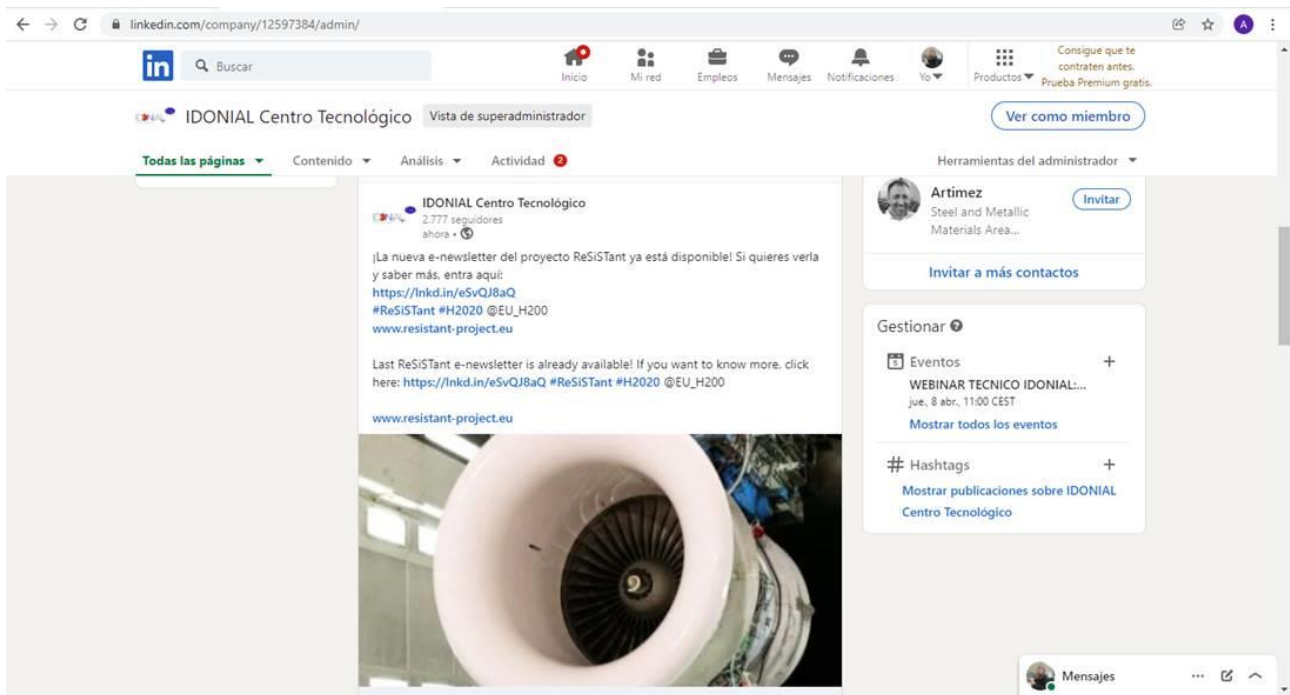 linkedin.com/company/12597384/admin/
A
in
Buscar
Inicio
Mi red
Empleos
Mensajes
Notificaciones
Yo
Productos
Consigue que te
contraten antes.
Prueba Premium gratis.
IDONIAL Centro Tecnológico
Vista de superadministrador
Ver como miembro
Todas las páginas
Contenido
Análisis
Actividad 2
Herramientas del administrador
IDONIAL Centro Tecnológico
2.777 seguidores
ahora •
¡La nueva e-newsletter del proyecto ReSiSTant ya está disponible! Si quieres verla
y saber más, entra aquí:
https://lnkd.in/eSvQJ8aQ
#ReSiSTant #H2020 @EU_H200
www.resistant-project.eu
Last ReSiSTant e-newsletter is already available! If you want to know more, click
here: https://lnkd.in/eSvQJ8aQ #ReSiSTant #H2020 @EU_H200
www.resistant-project.eu
Artimez
Steel and Metallic
Materials Area...
Invitar
Invitar a más contactos
Gestionar
Eventos +
WEBINAR TECNICO IDONIAL:...
jue., 8 abr., 11:00 CEST
Mostrar todos los eventos
# Hashtags +
Mostrar publicaciones sobre IDONIAL
Centro Tecnológico
Mensajes